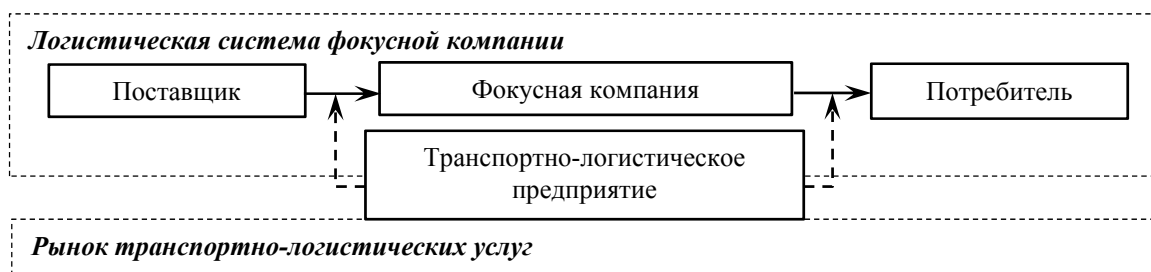 Логистическая система фокусной компании
Поставщик
Фокусная компания
Потребитель
Транспортно-логистическое
предприятие
Рынок транспортно-логистических услуг